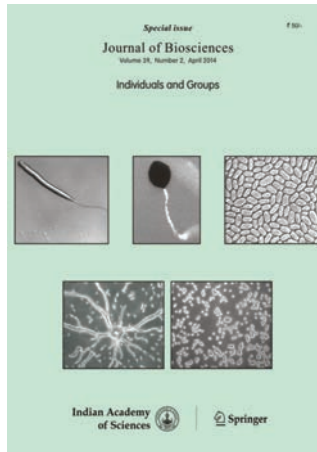 Special issue
₹ 50/-
Journal of Biosciences
Volume 39, Number 2, April 2014
Individuals and Groups
Indian Academy
of Sciences
Springer